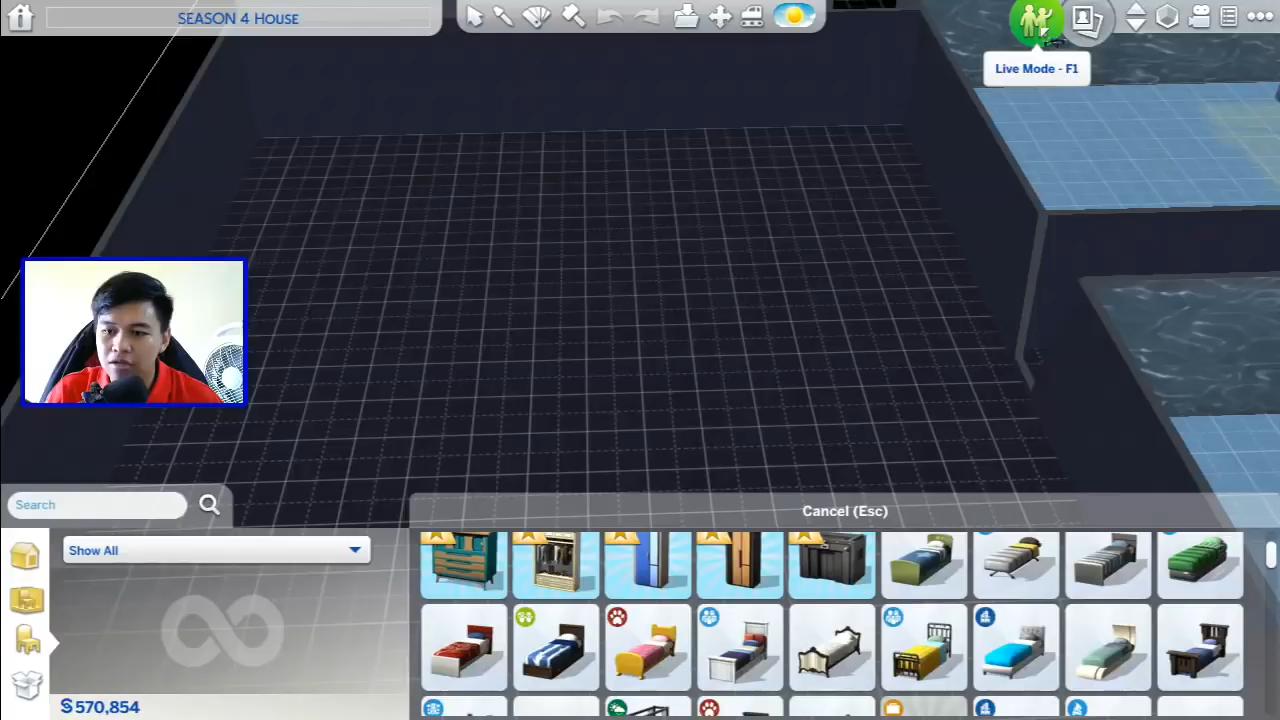 SEASON 4 HOUSE
Live Mode - F1
Search
Cancel (Esc)
Show All
§570,854